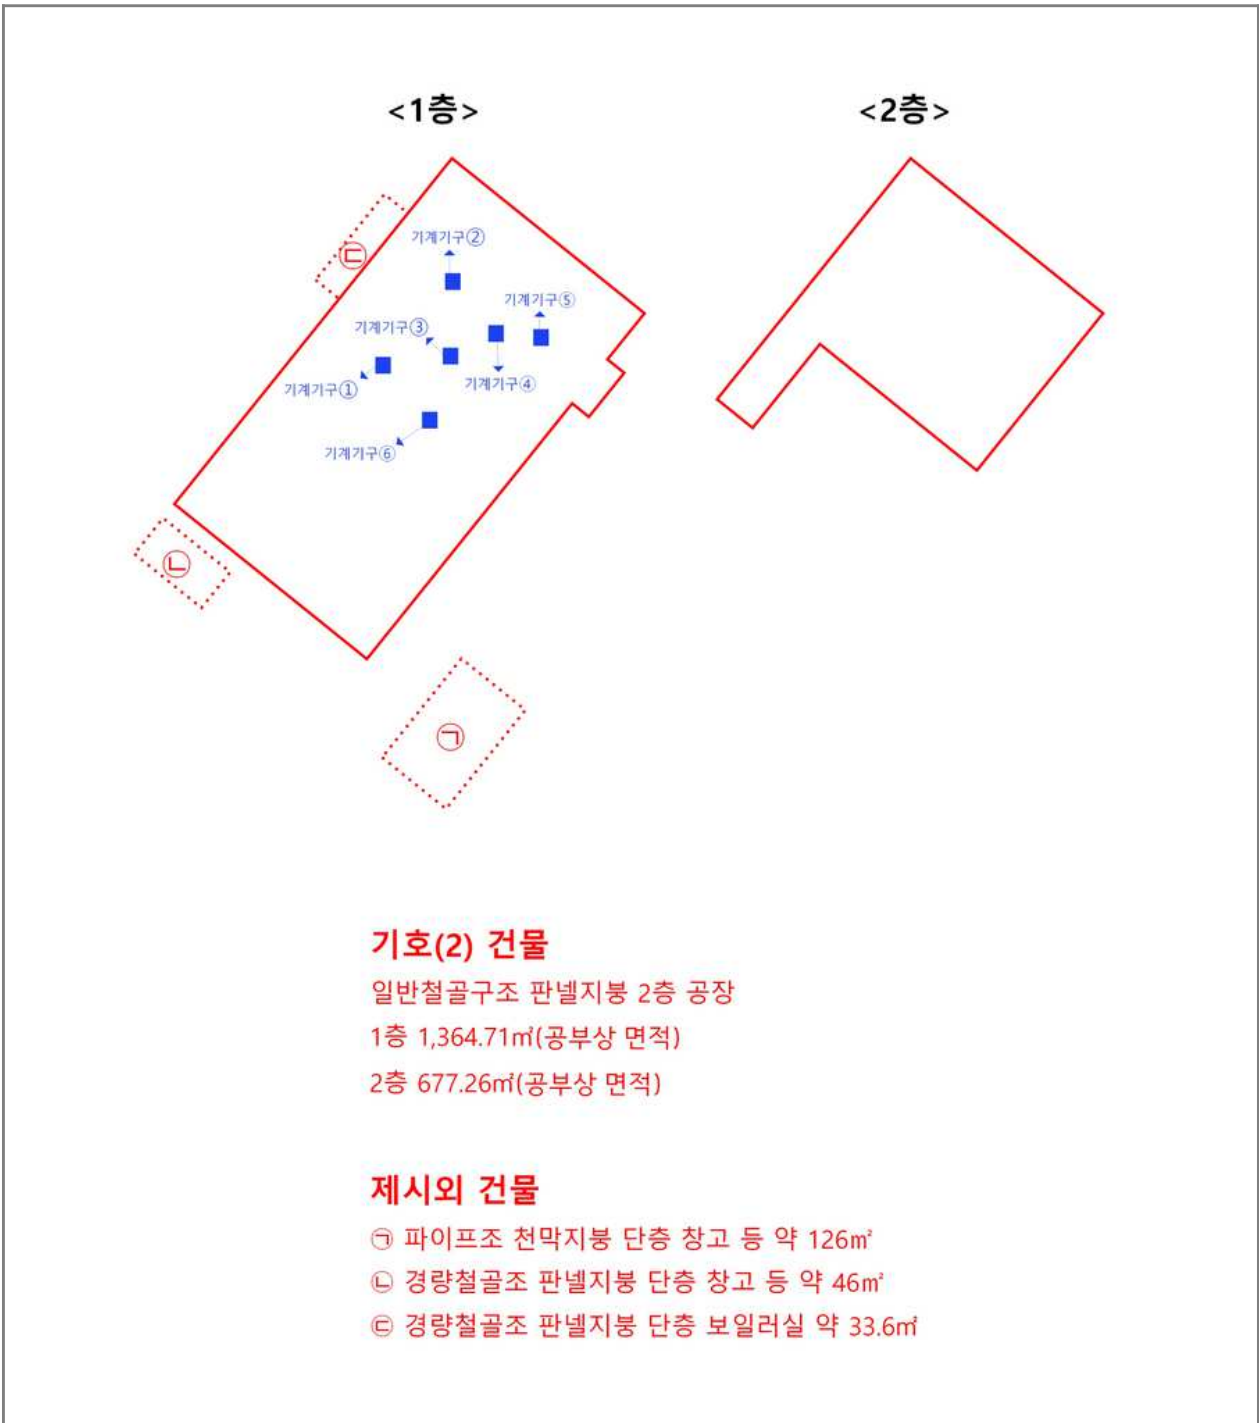 <1층>
<2층>
기계기구②
기계기구⑤
기계기구③
기계기구④
기계기구①
기계기구⑥
㉢
㉡
㉠
기호(2) 건물
일반철골구조 판넬지붕 2층 공장
1층 1,364.71㎡(공부상 면적)
2층 677.26㎡(공부상 면적)
제시외 건물
㉠ 파이프조 천막지붕 단층 창고 등 약 126㎡
㉡ 경량철골조 판넬지붕 단층 창고 등 약 46㎡
㉢ 경량철골조 판넬지붕 단층 보일러실 약 33.6㎡